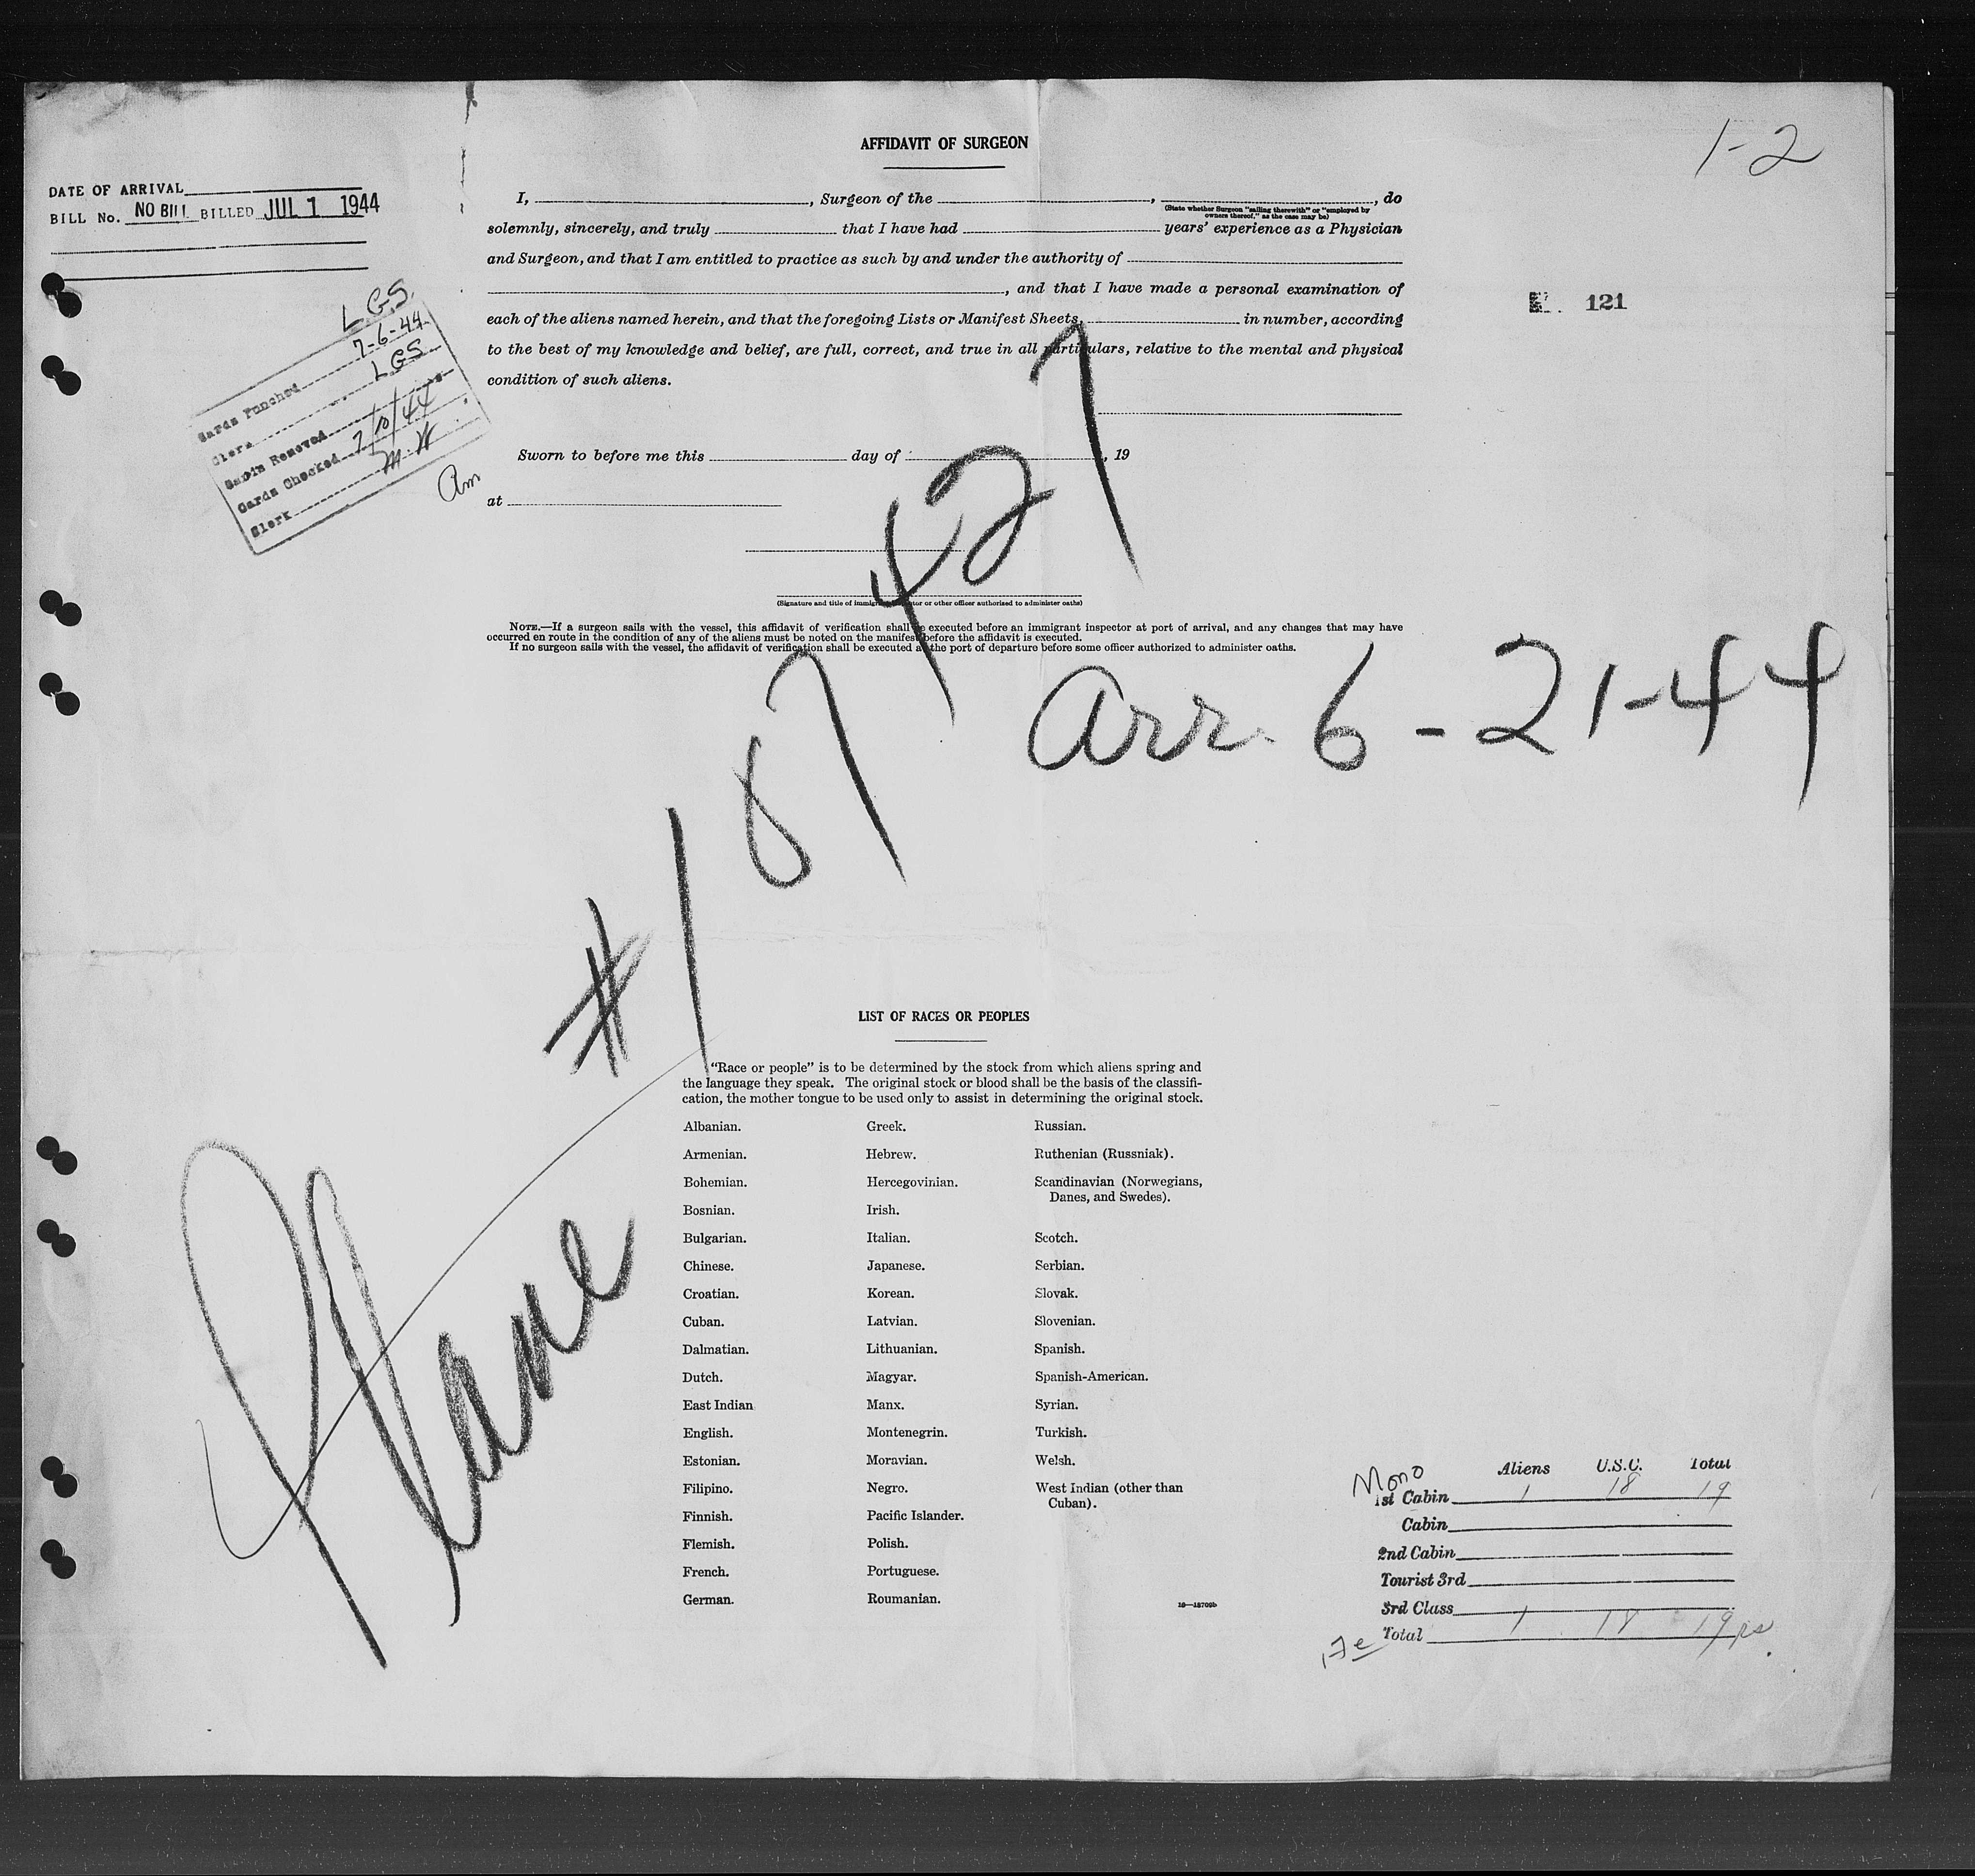 1-2
AFFIDAVIT OF SURGEON
DATE OF ARRIVAL
BILL No. NO BILL BILLED JUL 1 1944
I, , Surgeon of the , , do
(State whether Surgeon "sailing therewith" or "employed by
owners thereof," as the case may be)
solemnly, sincerely, and truly that I have had years' experience as a Physician
and Surgeon, and that I am entitled to practice as such by and under the authority of
, and that I have made a personal examination of
each of the aliens named herein, and that the foregoing Lists or Manifest Sheets, in number, according
to the best of my knowledge and belief, are full, correct, and true in all particulars, relative to the mental and physical
condition of such aliens.
121
LGS
Cards Punched 7-6-44
Clerk LGS
Cards Checked 7/10/44
Clerk M.W.
am
Sworn to before me this day of , 19
at
(Signature and title of immigrant inspector or other officer authorized to administer oaths)
NOTE.—If a surgeon sails with the vessel, this affidavit of verification shall be executed before an immigrant inspector at port of arrival, and any changes that may have
occurred en route in the condition of any of the aliens must be noted on the manifest before the affidavit is executed.
If no surgeon sails with the vessel, the affidavit of verification shall be executed at the port of departure before some officer authorized to administer oaths.
Plane #187427
arr. 6-21-44
LIST OF RACES OR PEOPLES
"Race or people" is to be determined by the stock from which aliens spring and
the language they speak. The original stock or blood shall be the basis of the classifi-
cation, the mother tongue to be used only to assist in determining the original stock.
Albanian.
Armenian.
Bohemian.
Bosnian.
Bulgarian.
Chinese.
Croatian.
Cuban.
Dalmatian.
Dutch.
East Indian
English.
Estonian.
Filipino.
Finnish.
Flemish.
French.
German.
Greek.
Hebrew.
Hercegovinian.
Irish.
Italian.
Japanese.
Korean.
Latvian.
Lithuanian.
Magyar.
Manx.
Montenegrin.
Moravian.
Negro.
Pacific Islander.
Polish.
Portuguese.
Roumanian.
Russian.
Ruthenian (Russniak).
Scandinavian (Norwegians,
Danes, and Swedes).
Scotch.
Serbian.
Slovak.
Slovenian.
Spanish.
Spanish-American.
Syrian.
Turkish.
Welsh.
West Indian (other than
Cuban).
Mono
Aliens U.S.C. Total
1st Cabin 1 18 19
Cabin
2nd Cabin
Tourist 3rd
3rd Class
Total 1 18 19